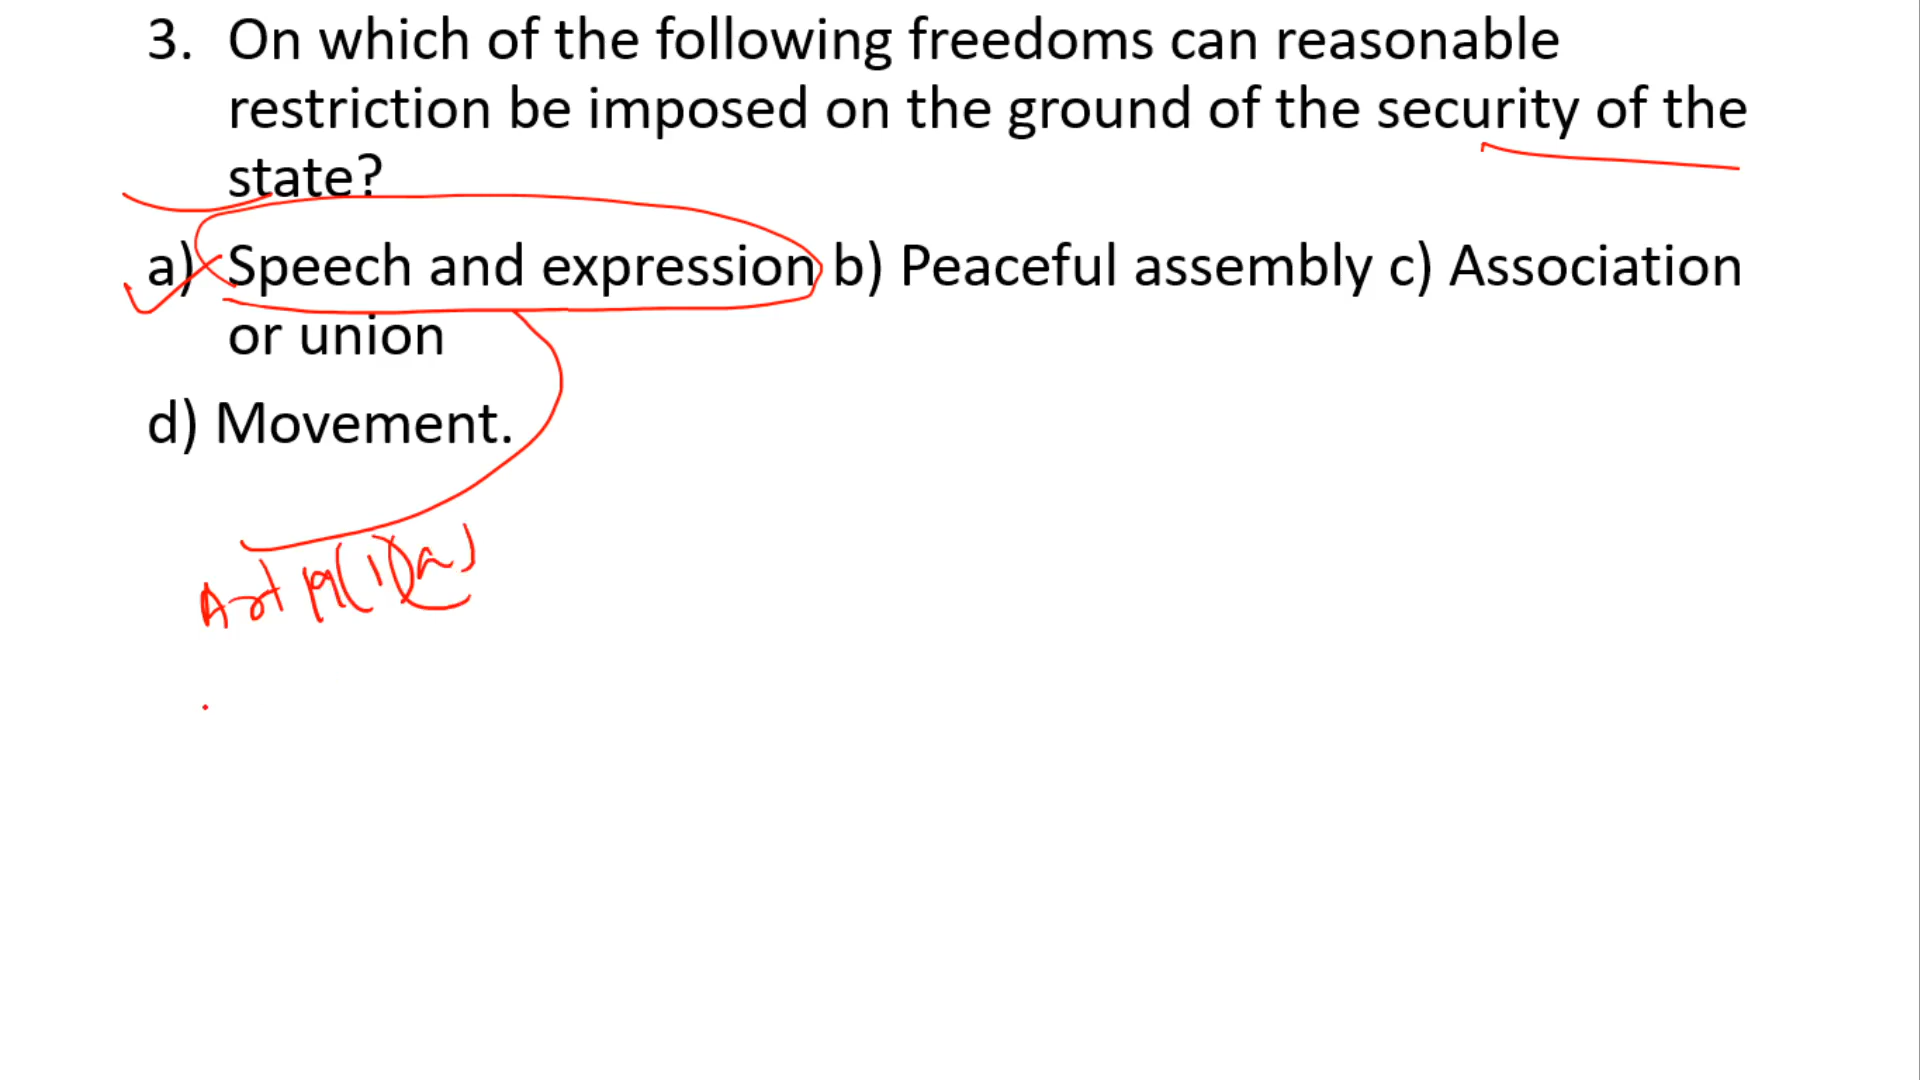 3. On which of the following freedoms can reasonable
restriction be imposed on the ground of the security of the
state?
a) Speech and expression b) Peaceful assembly c) Association
or union
d) Movement.
Art 19(1)(a)